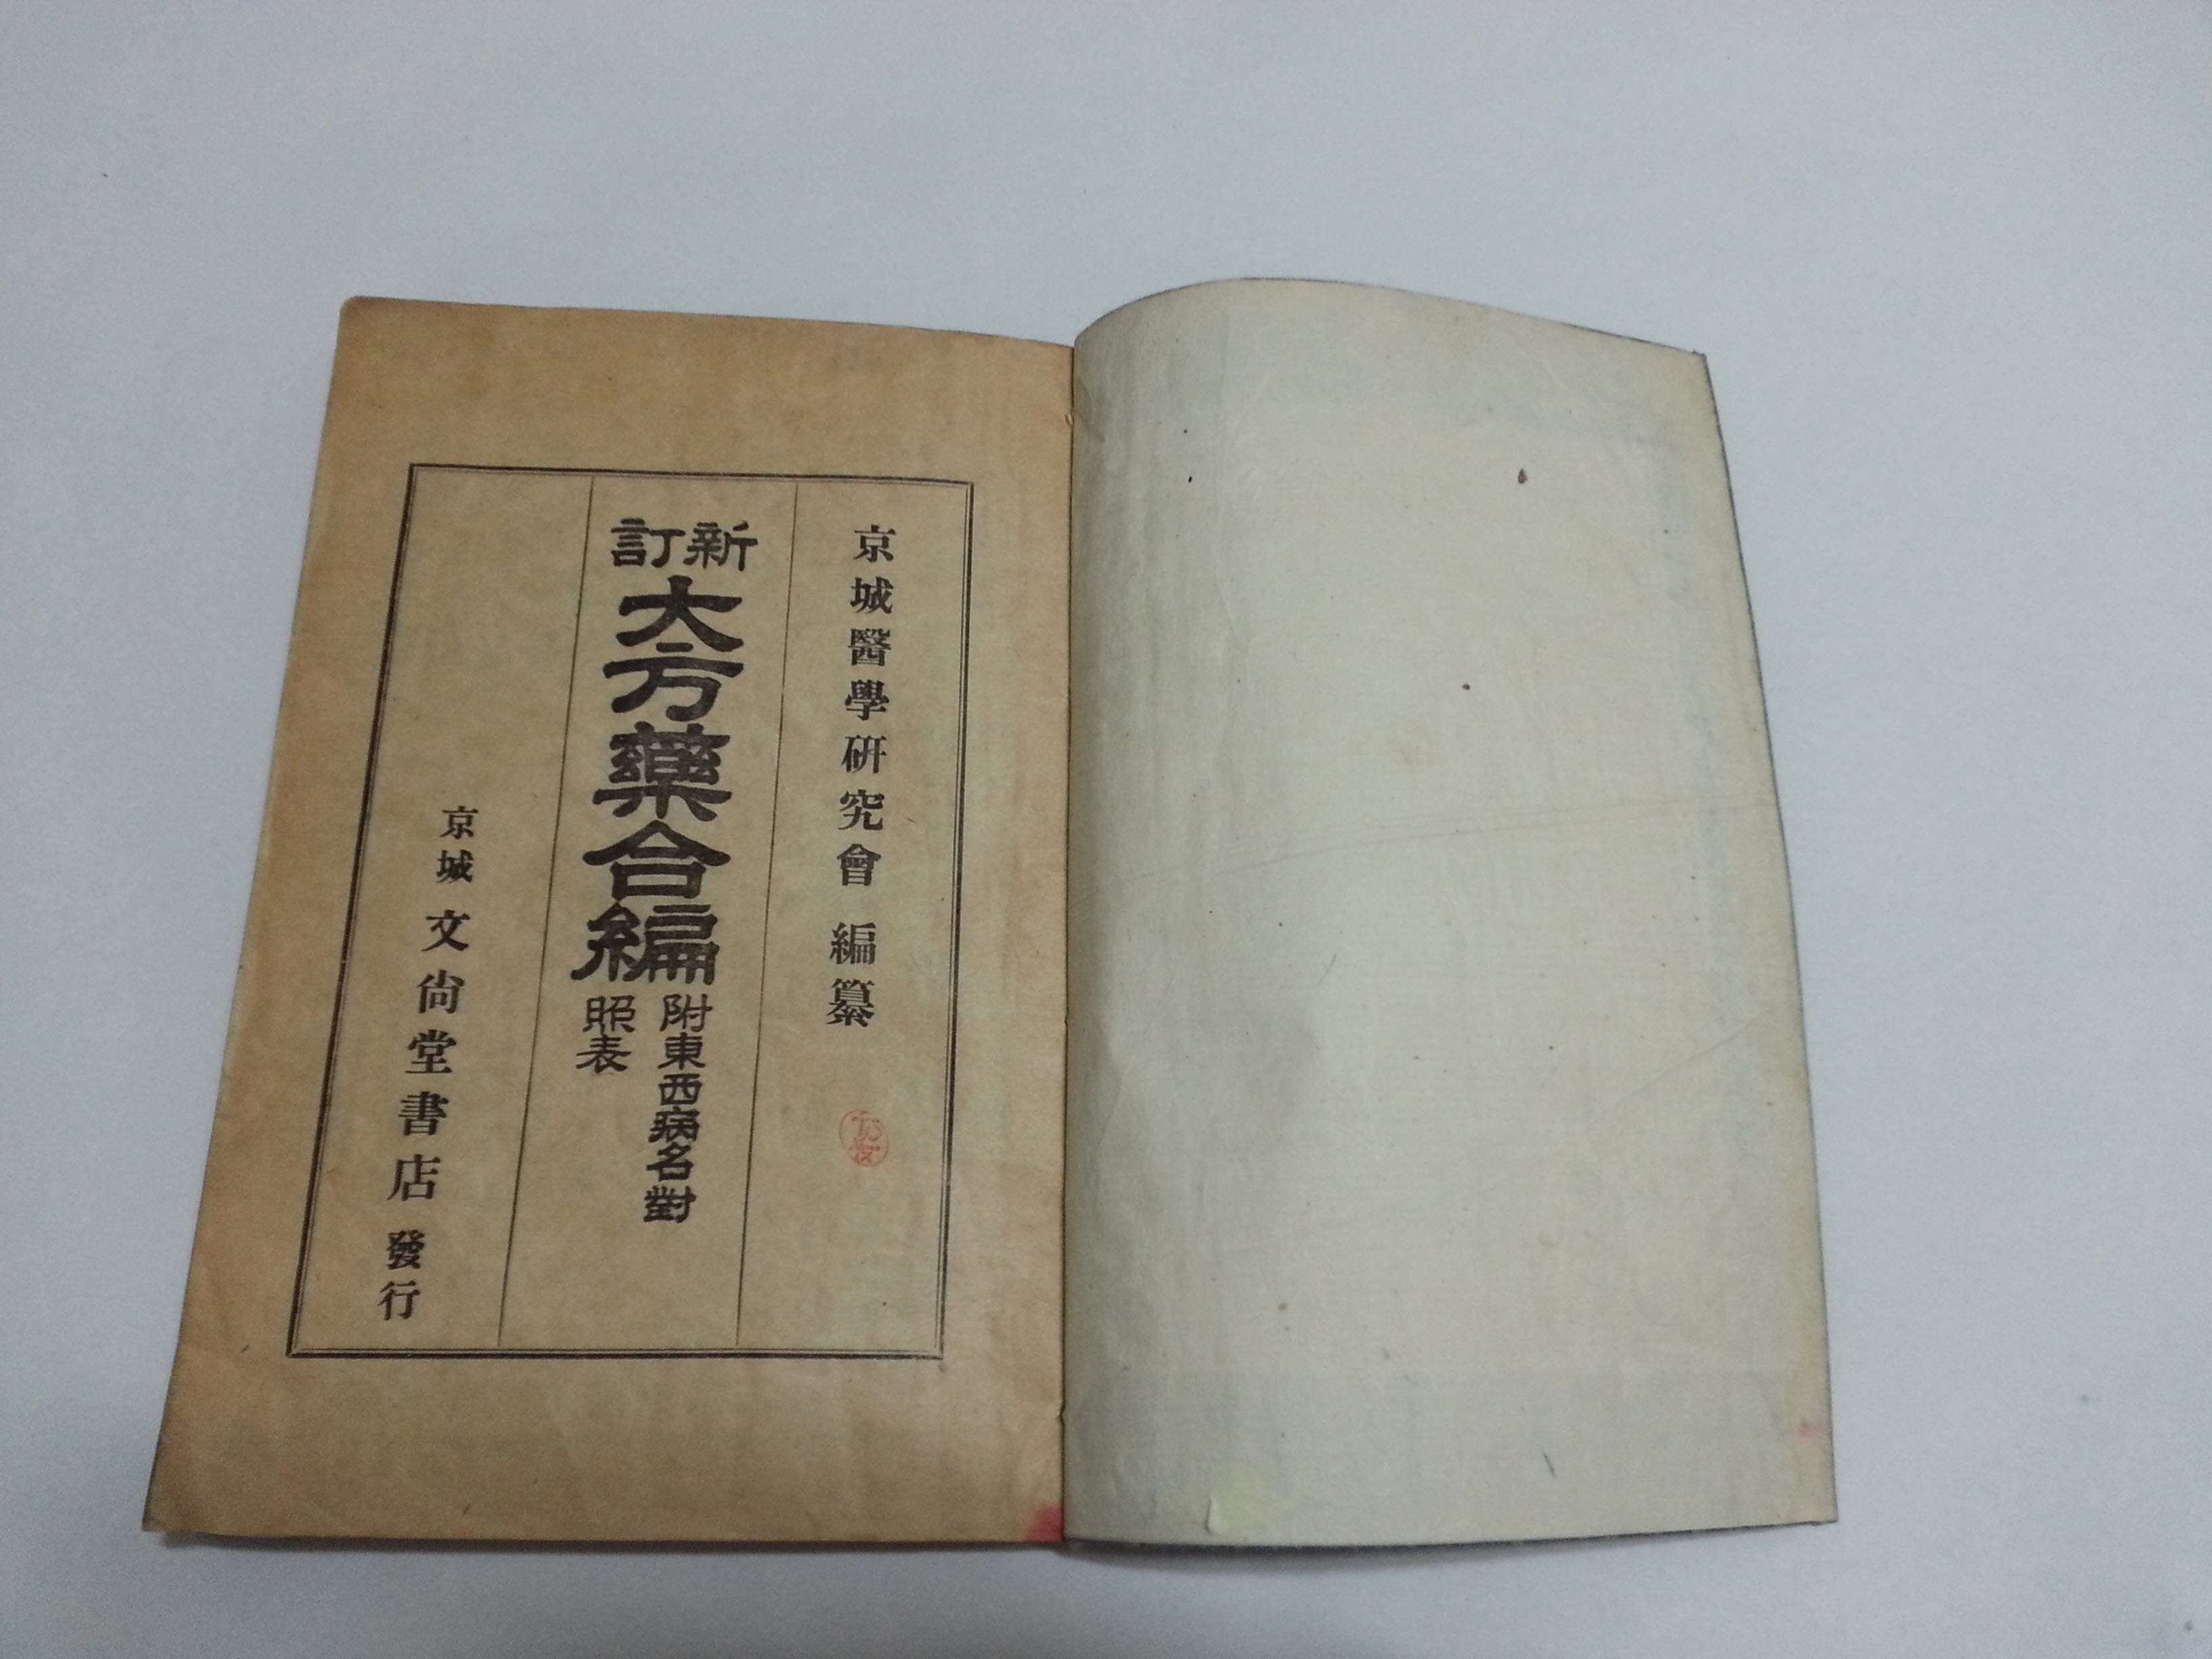 京城醫學硏究會 編纂
新訂
大方藥合編
附東西病名對
照表
京城 文尙堂書店 發行